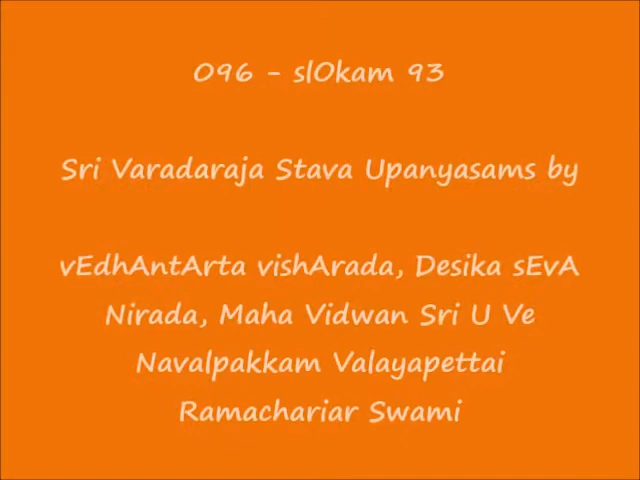 096 - slOkam 93
Sri Varadaraja Stava Upanyasams by
vEdhAntArta vishArada, Desika sEvA
Nirada, Maha Vidwan Sri U Ve
Navalpakkam Valayapettai
Ramachariar Swami